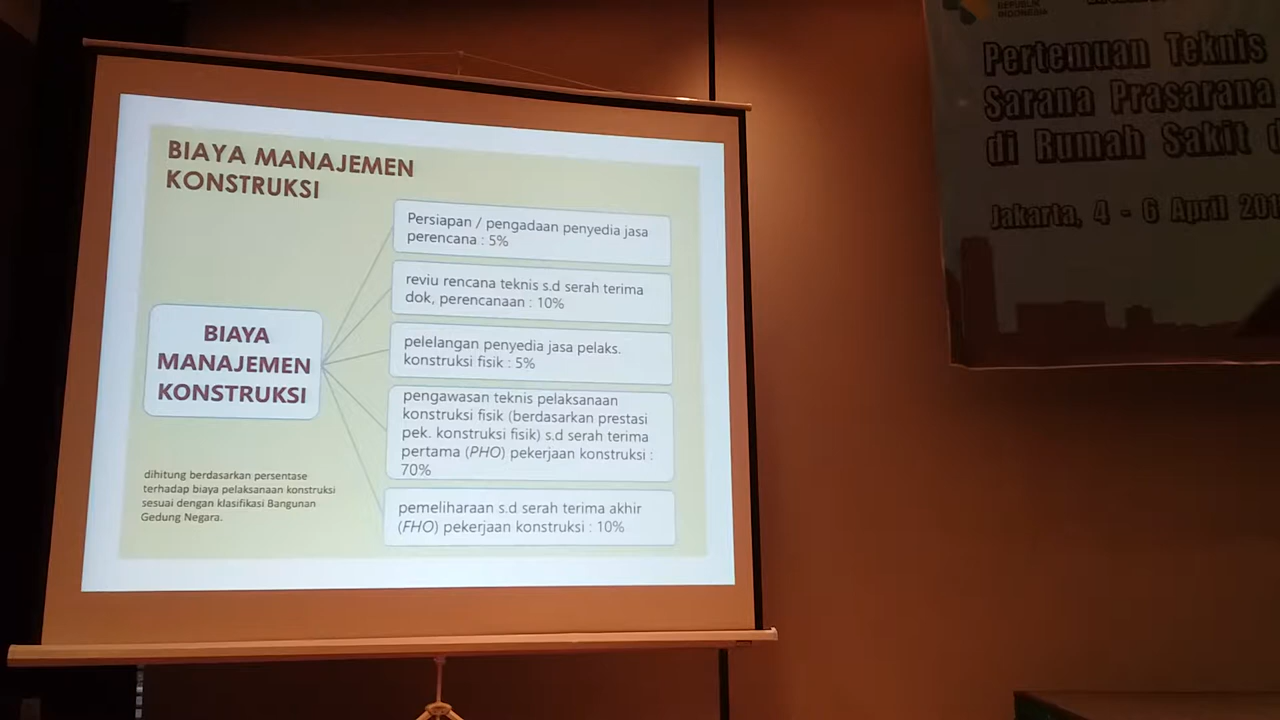 BIAYA MANAJEMEN
KONSTRUKSI
BIAYA
MANAJEMEN
KONSTRUKSI
dihitung berdasarkan persentase
terhadap biaya pelaksanaan konstruksi
sesuai dengan klasifikasi Bangunan
Gedung Negara.
Persiapan / pengadaan penyedia jasa
perencana : 5%
reviu rencana teknis s.d serah terima
dok, perencanaan : 10%
pelelangan penyedia jasa pelaks.
konstruksi fisik : 5%
pengawasan teknis pelaksanaan
konstruksi fisik (berdasarkan prestasi
pek. konstruksi fisik) s.d serah terima
pertama (PHO) pekerjaan konstruksi :
70%
pemeliharaan s.d serah terima akhir
(FHO) pekerjaan konstruksi : 10%
REPUBLIK
INDONESIA
Pertemuan Teknis
Sarana Prasarana
di Rumah Sakit
Jakarta, 4 - 6 April 201